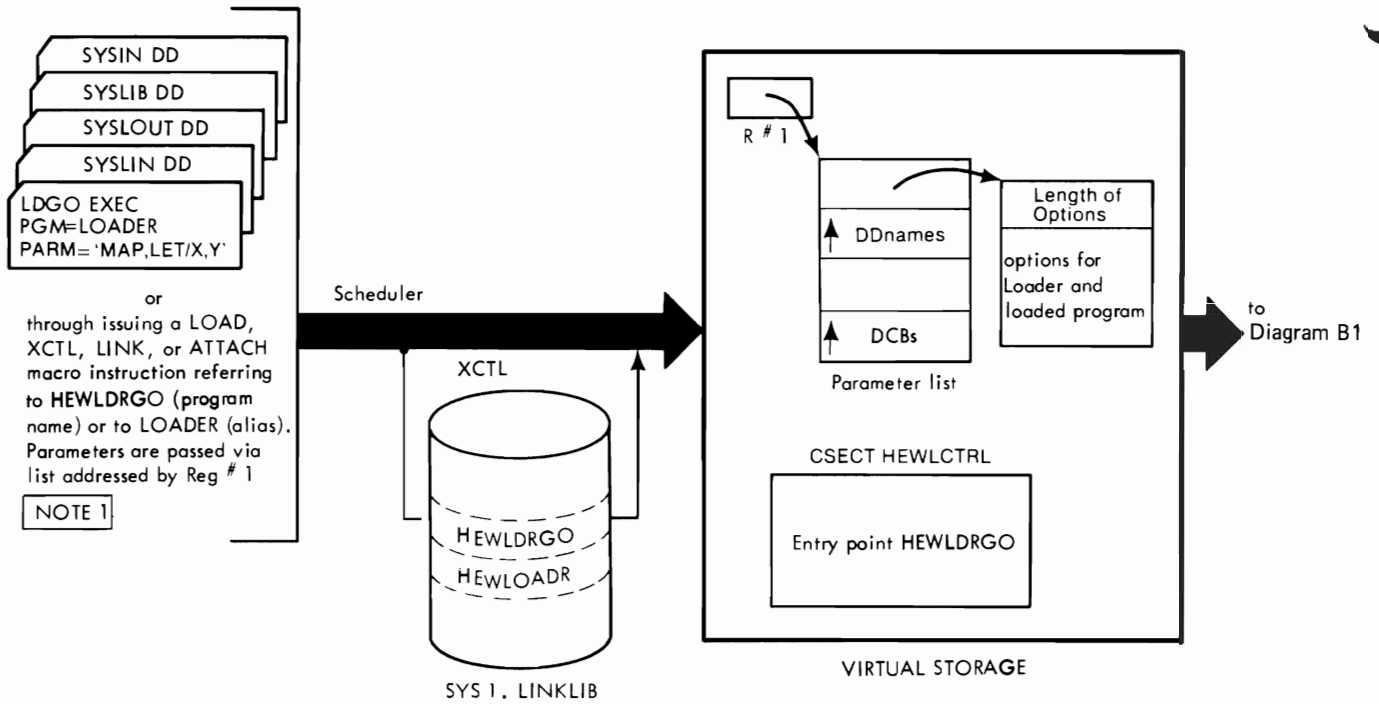 SYSIN DD
SYSLIB DD
SYSLOUT DD
SYSLIN DD
LDGO EXEC
PGM=LOADER
PARM= 'MAP,LET/X,Y'
or
through issuing a LOAD,
XCTL, LINK, or ATTACH
macro instruction referring
to HEWLDRGO (program
name) or to LOADER (alias).
Parameters are passed via
list addressed by Reg # 1
NOTE 1
Scheduler
XCTL
HEWLDRGO
HEWLOADR
SYS 1. LINKLIB
R # 1
DDnames
DCBs
Parameter list
Length of
Options
options for
Loader and
loaded program
CSECT HEWLCTRL
Entry point HEWLDRGO
VIRTUAL STORAGE
to
Diagram B1